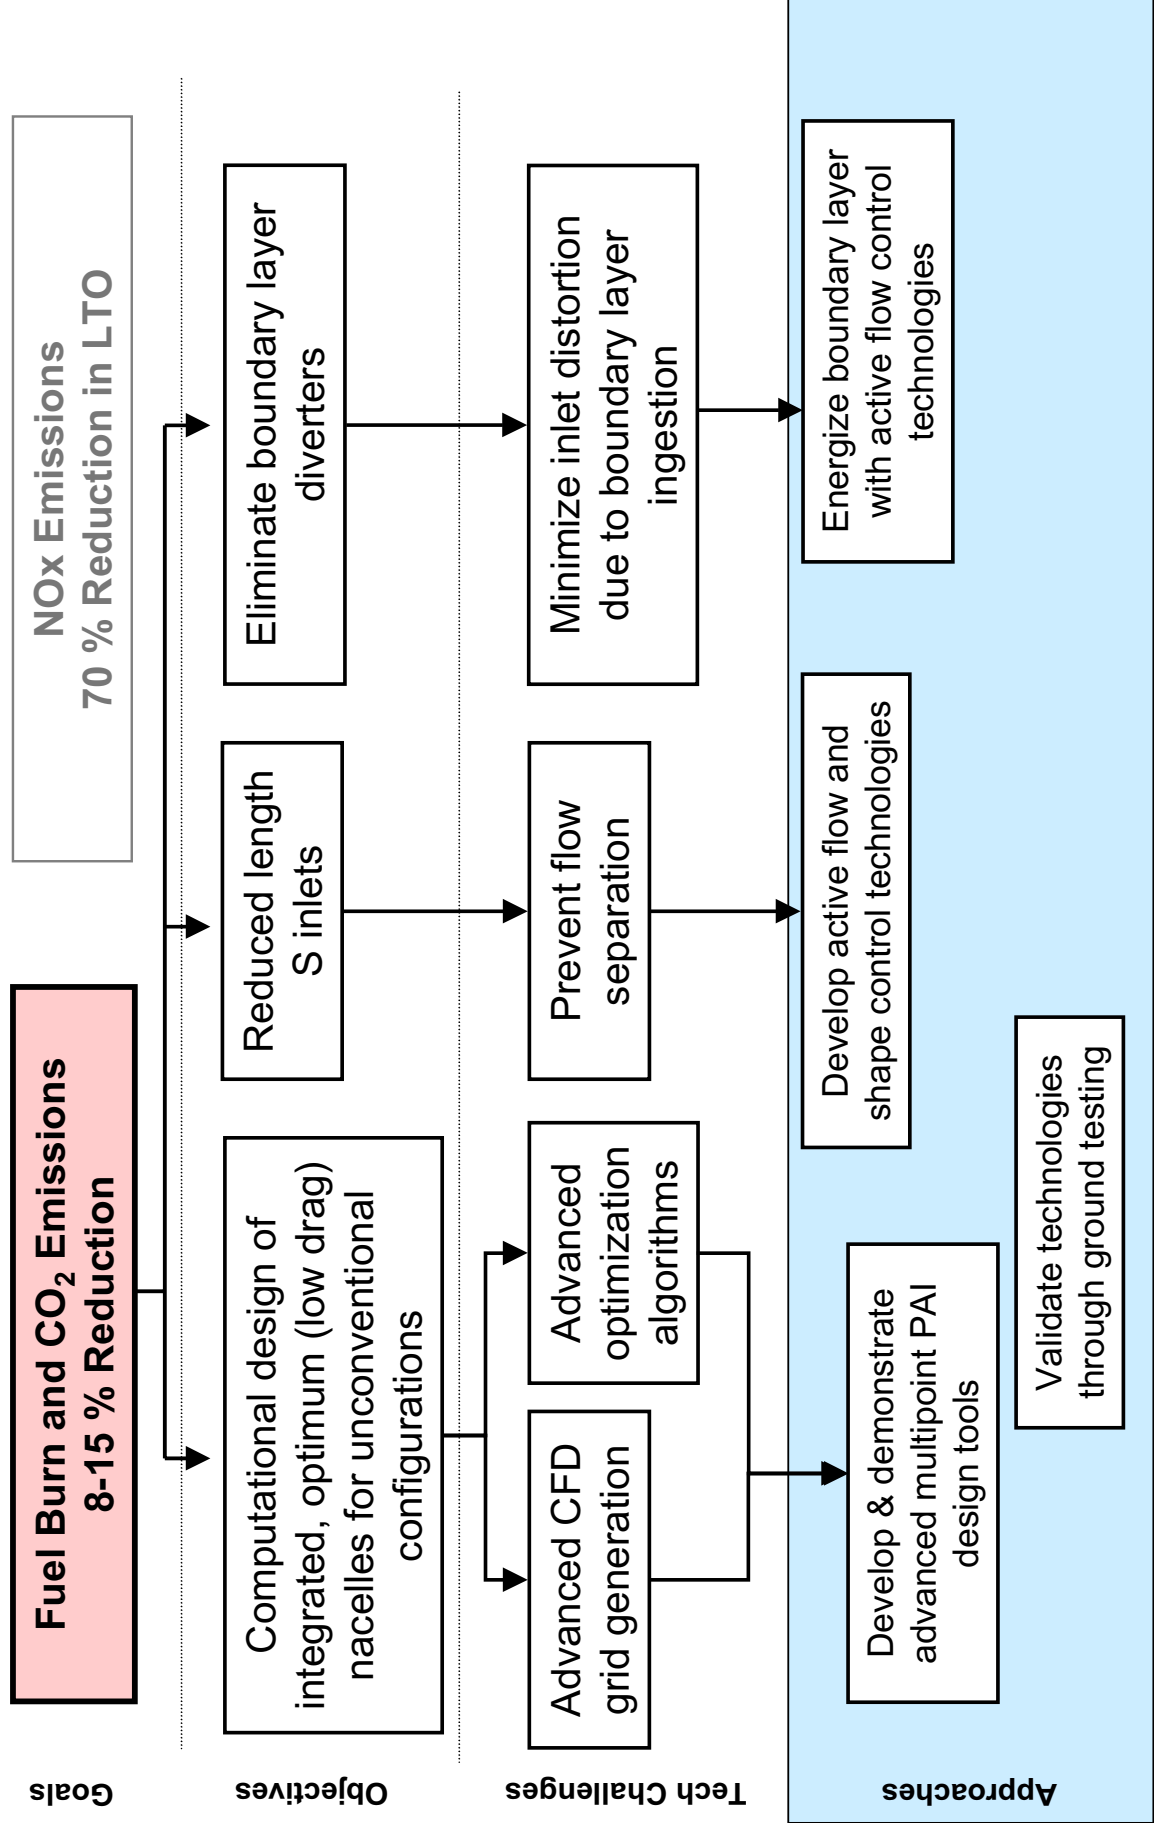 Goals
Fuel Burn and CO2 Emissions
8-15 % Reduction
NOx Emissions
70 % Reduction in LTO
Objectives
Computational design of
integrated, optimum (low drag)
nacelles for unconventional
configurations
Reduced length
S inlets
Eliminate boundary layer
diverters
Tech Challenges
Advanced CFD
grid generation
Advanced
optimization
algorithms
Prevent flow
separation
Minimize inlet distortion
due to boundary layer
ingestion
Approaches
Develop & demonstrate
advanced multipoint PAI
design tools
Develop active flow and
shape control technologies
Energize boundary layer
with active flow control
technologies
Validate technologies
through ground testing